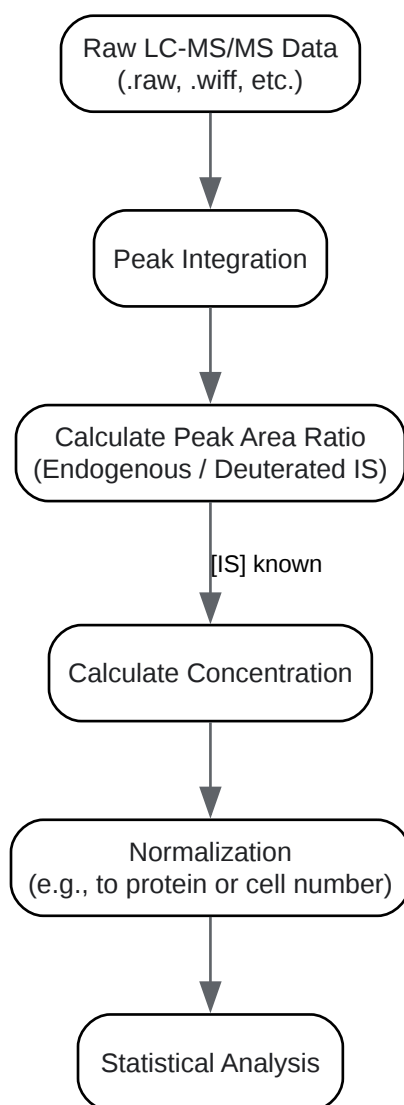 Raw LC-MS/MS Data
(.raw, .wiff, etc.)
Peak Integration
Calculate Peak Area Ratio
(Endogenous / Deuterated IS)
[IS] known
Calculate Concentration
Normalization
(e.g., to protein or cell number)
Statistical Analysis